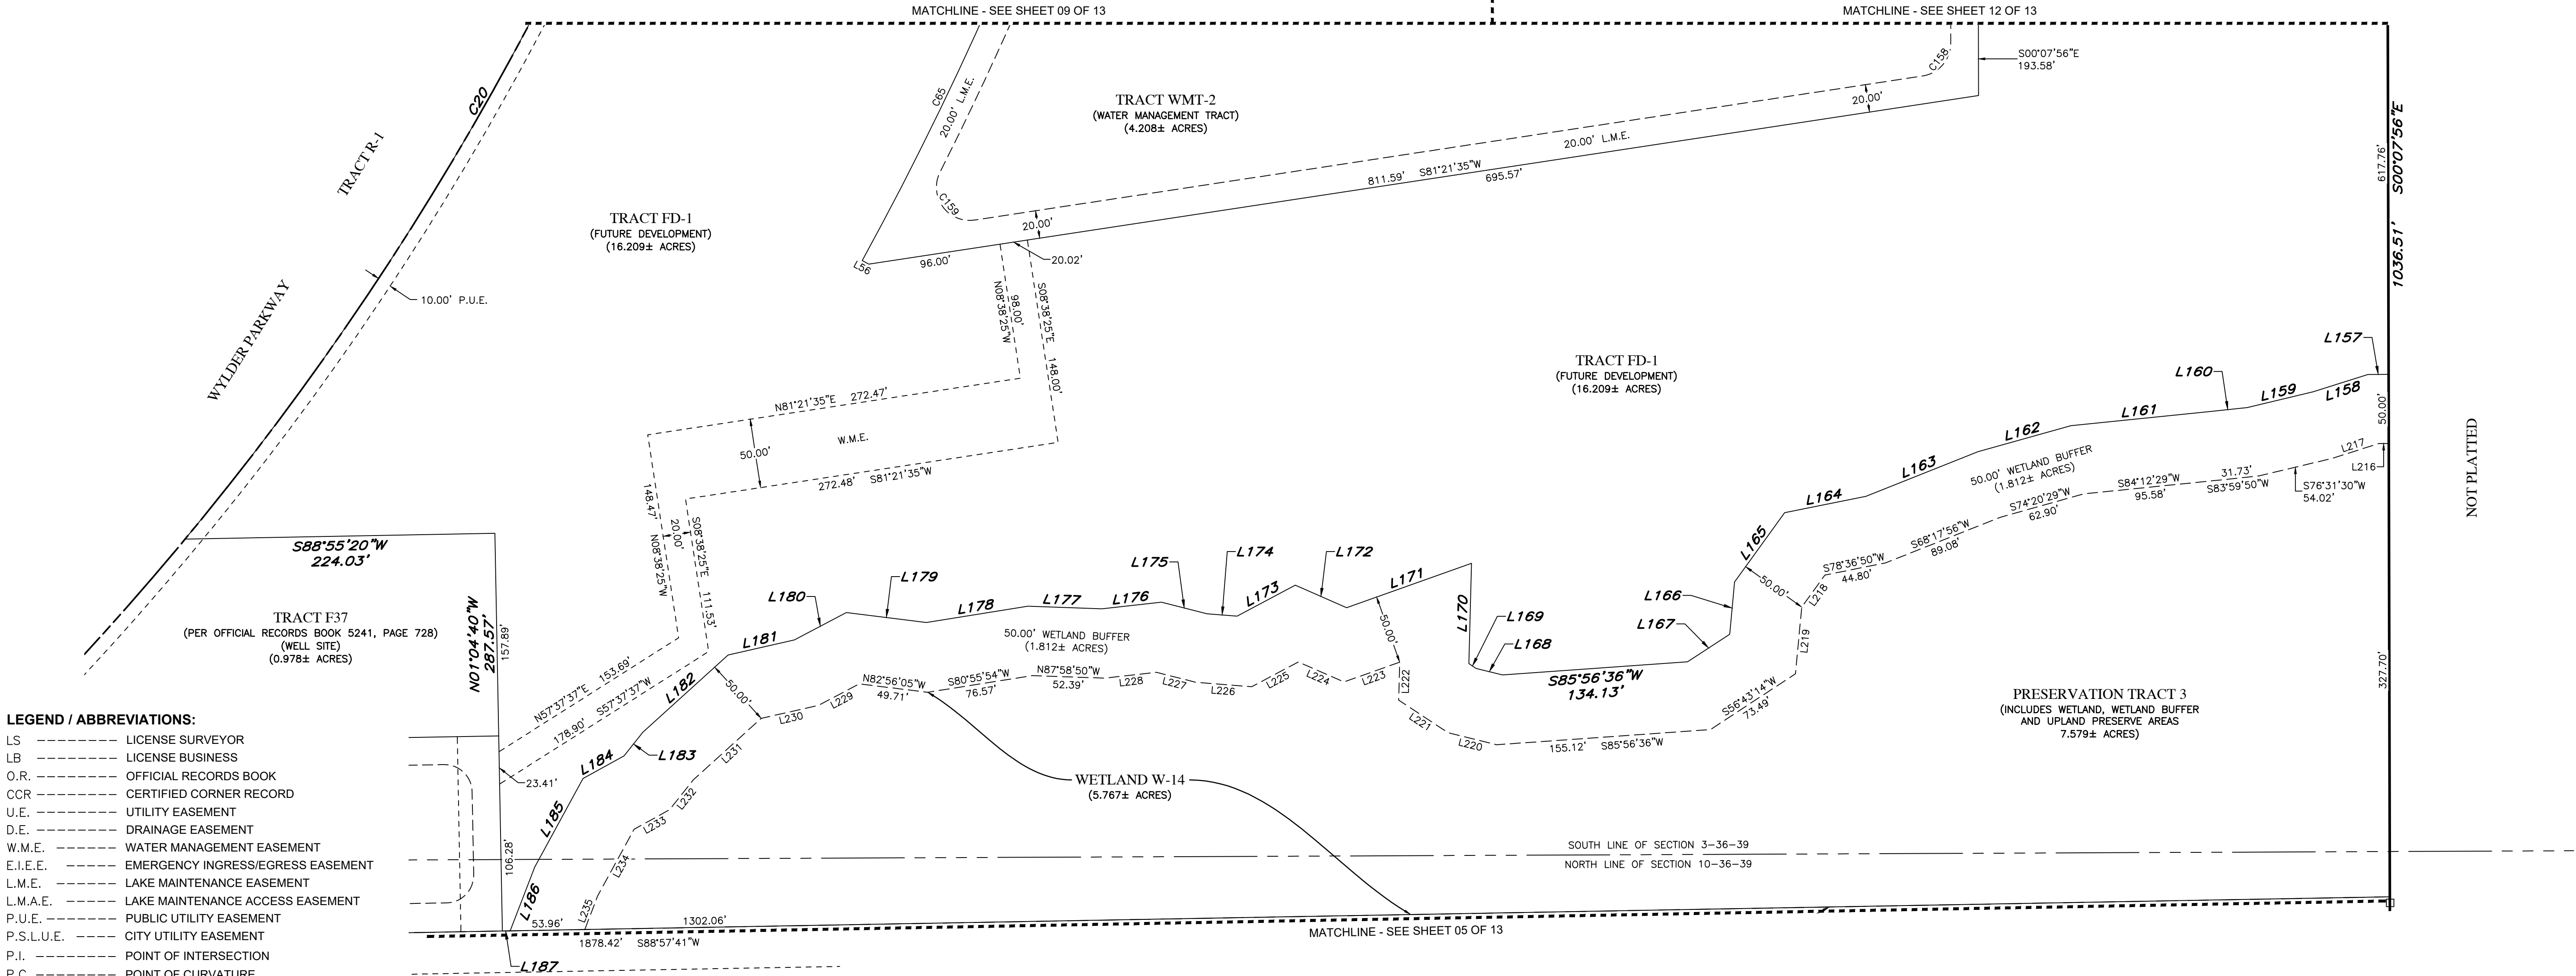 MATCHLINE - SEE SHEET 09 OF 13
MATCHLINE - SEE SHEET 12 OF 13
C20
TRACT R-1
WYLDER PARKWAY
10.00' P.U.E.
TRACT FD-1
(FUTURE DEVELOPMENT)
(16.209± ACRES)
C65
20.00' L.M.E.
C159
L56
TRACT WMT-2
(WATER MANAGEMENT TRACT)
(4.208± ACRES)
C158
S00°07'56"E
193.58'
20.00'
20.00' L.M.E.
811.59' S81°21'35"W
695.57'
20.00'
96.00'
20.02'
617.76'
S00°07'56"E
1036.51'
98.00'
N08°38'25"W
S08°38'25"E 148.00'
N81°21'35"E 272.47'
W.M.E.
50.00'
272.48' S81°21'35"W
148.47'
N08°38'25"W
20.00'
S08°38'25"E 111.53'
N57°37'37"E 153.69'
178.90' S57°37'37"W
TRACT FD-1
(FUTURE DEVELOPMENT)
(16.209± ACRES)
L157
L158
L159
L160
L161
L162
L163
L164
L165
L166
L167
L168
L169
L170
L171
L172
L173
L174
L175
L176
L177
L178
L179
L180
L181
L182
L183
L184
L185
L186
L187
50.00'
L217
L216
50.00' WETLAND BUFFER
(1.812± ACRES)
S76°31'30"W
54.02'
31.73'
S83°59'50"W
S84°12'29"W
95.58'
S74°20'29"W
62.90'
S68°17'56"W
89.08'
S78°36'50"W
44.80'
L218
50.00'
L219
S56°43'14"W
73.49'
S85°56'36"W
134.13'
155.12' S85°56'36"W
L220
L221
L222
50.00'
L223
L224
L225
L226
L227
L228
N87°58'50"W
52.39'
S80°55'54"W
76.57'
N82°56'05"W
49.71'
L229
L230
50.00'
L231
L232
L233
L234
L235
50.00' WETLAND BUFFER
(1.812± ACRES)
NOT PLATTED
327.70'
PRESERVATION TRACT 3
(INCLUDES WETLAND, WETLAND BUFFER
AND UPLAND PRESERVE AREAS
7.579± ACRES)
WETLAND W-14
(5.767± ACRES)
S88°55'20"W
224.03'
N01°04'40"W
287.57'
157.89'
23.41'
106.28'
TRACT F37
(PER OFFICIAL RECORDS BOOK 5241, PAGE 728)
(WELL SITE)
(0.978± ACRES)
SOUTH LINE OF SECTION 3-36-39
NORTH LINE OF SECTION 10-36-39
53.96'
1302.06'
1878.42' S88°57'41"W
MATCHLINE - SEE SHEET 05 OF 13
LEGEND / ABBREVIATIONS:
LS LICENSE SURVEYOR
LB LICENSE BUSINESS
O.R. OFFICIAL RECORDS BOOK
CCR CERTIFIED CORNER RECORD
U.E. UTILITY EASEMENT
D.E. DRAINAGE EASEMENT
W.M.E. WATER MANAGEMENT EASEMENT
E.I.E.E. EMERGENCY INGRESS/EGRESS EASEMENT
L.M.E. LAKE MAINTENANCE EASEMENT
L.M.A.E. LAKE MAINTENANCE ACCESS EASEMENT
P.U.E. PUBLIC UTILITY EASEMENT
P.S.L.U.E. CITY UTILITY EASEMENT
P.I. POINT OF INTERSECTION
P.C. POINT OF CURVATURE